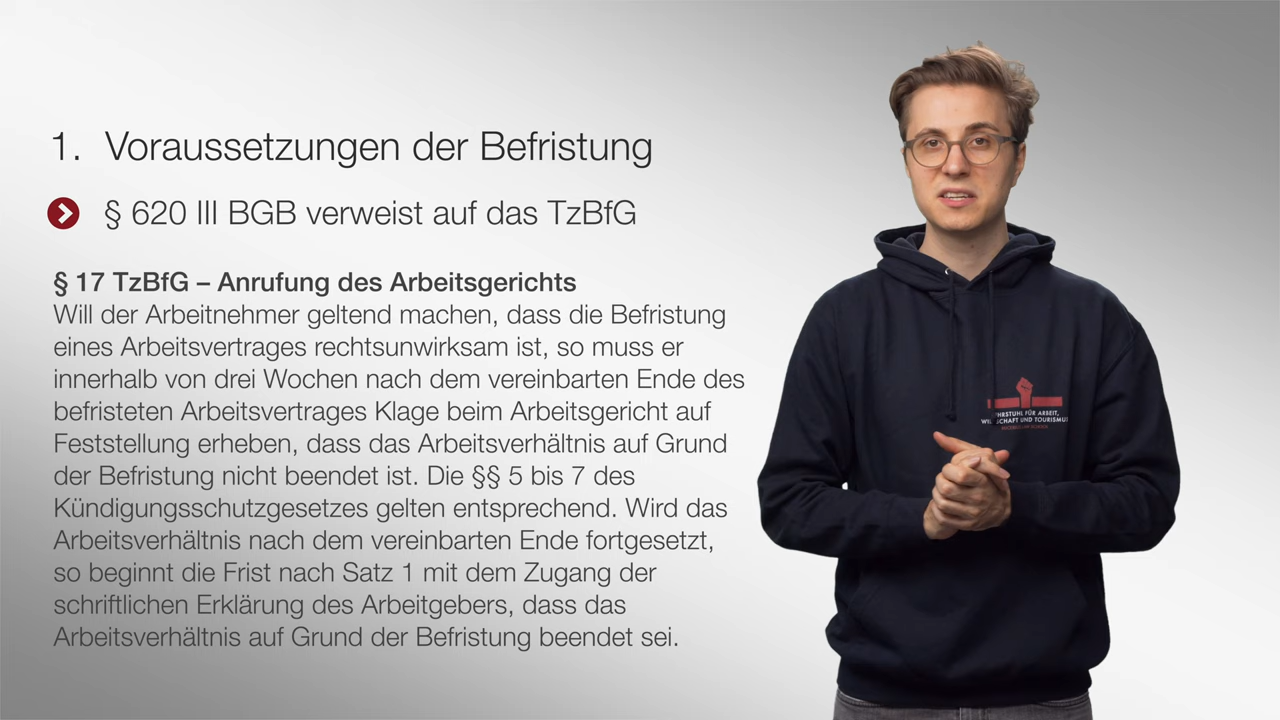 1. Voraussetzungen der Befristung
§ 620 III BGB verweist auf das TzBfG
§ 17 TzBfG – Anrufung des Arbeitsgerichts
Will der Arbeitnehmer geltend machen, dass die Befristung
eines Arbeitsvertrages rechtsunwirksam ist, so muss er
innerhalb von drei Wochen nach dem vereinbarten Ende des
befristeten Arbeitsvertrages Klage beim Arbeitsgericht auf
Feststellung erheben, dass das Arbeitsverhältnis auf Grund
der Befristung nicht beendet ist. Die §§ 5 bis 7 des
Kündigungsschutzgesetzes gelten entsprechend. Wird das
Arbeitsverhältnis nach dem vereinbarten Ende fortgesetzt,
so beginnt die Frist nach Satz 1 mit dem Zugang der
schriftlichen Erklärung des Arbeitgebers, dass das
Arbeitsverhältnis auf Grund der Befristung beendet sei.
FÜR ARBEIT,
UND